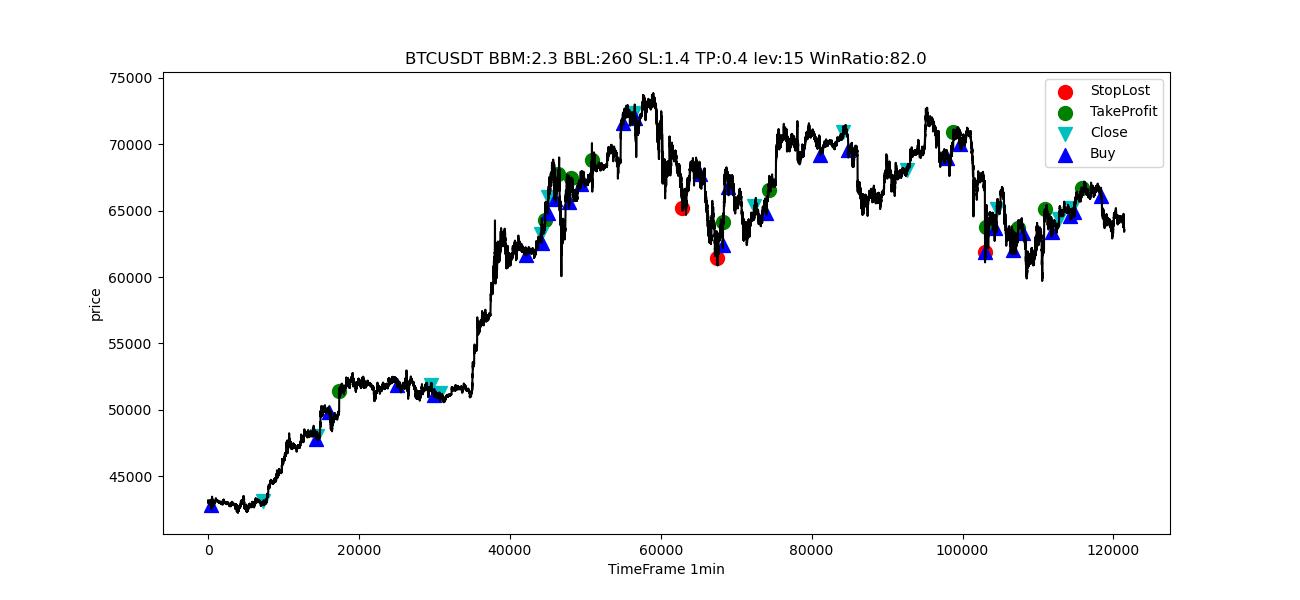 BTCUSDT BBM:2.3 BBL:260 SL:1.4 TP:0.4 lev:15 WinRatio:82.0
75000
70000
65000
60000
55000
50000
45000
price
StopLost
TakeProfit
Close
Buy
0 20000 40000 60000 80000 100000 120000
TimeFrame 1min